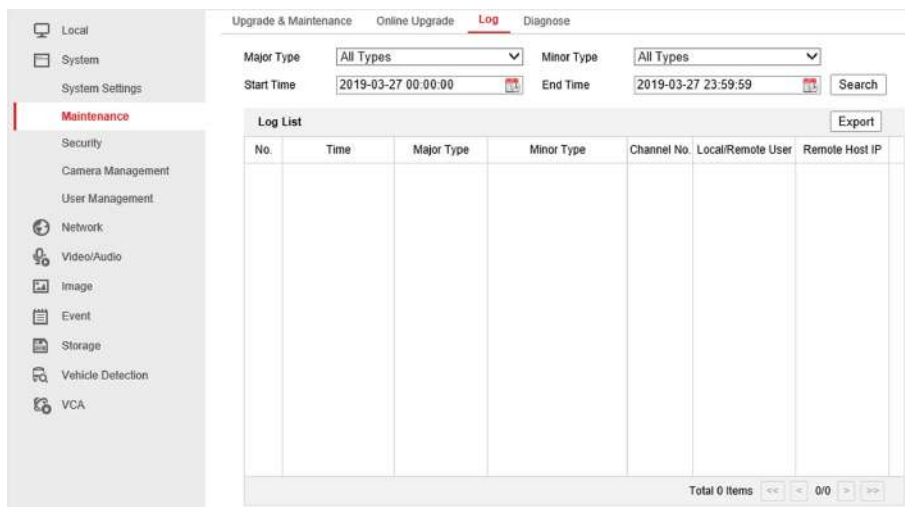 Local
System
System Settings
Maintenance
Security
Camera Management
User Management
Network
Video/Audio
Image
Event
Storage
Vehicle Detection
VCA
Upgrade & Maintenance Online Upgrade Log Diagnose
Major Type All Types Minor Type All Types
Start Time 2019-03-27 00:00:00 End Time 2019-03-27 23:59:59 Search
Log List Export
No. Time Major Type Minor Type Channel No. Local/Remote User Remote Host IP
Total 0 Items << < 0/0 > >>